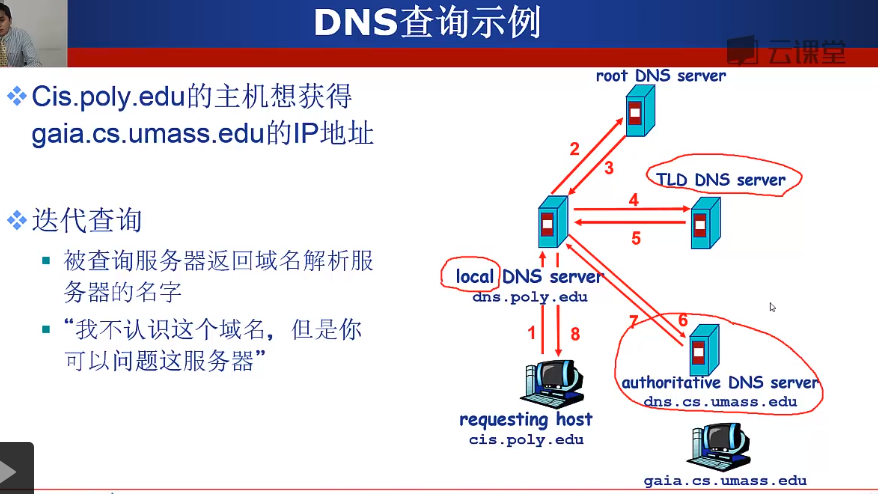 DNS查询示例
云课堂
Cis.poly.edu的主机想获得
gaia.cs.umass.edu的IP地址
迭代查询
被查询服务器返回域名解析服
务器的名字
“我不认识这个域名，但是你
可以问题这服务器”
root DNS server
2
3
TLD DNS server
4
5
local DNS server
dns.poly.edu
1
8
7
6
authoritative DNS server
dns.cs.umass.edu
requesting host
cis.poly.edu
gaia.cs.umass.edu